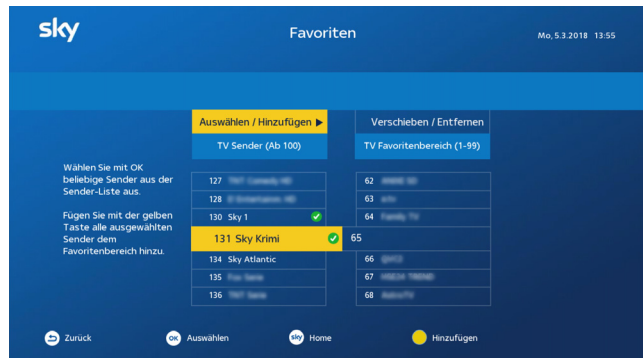 sky
Favoriten
Mo, 5.3.2018 13:55
Auswählen / Hinzufügen
Verschieben / Entfernen
TV Sender (Ab 100)
TV Favoritenbereich (1-99)
Wählen Sie mit OK
beliebige Sender aus der
Sender-Liste aus.
Fügen Sie mit der gelben
Taste alle ausgewählten
Sender dem
Favoritenbereich hinzu.
127
62
128
63
130 Sky 1
64
131 Sky Krimi
65
134 Sky Atlantic
66
135
67
136
68
Zurück
OK Auswählen
sky Home
Hinzufügen